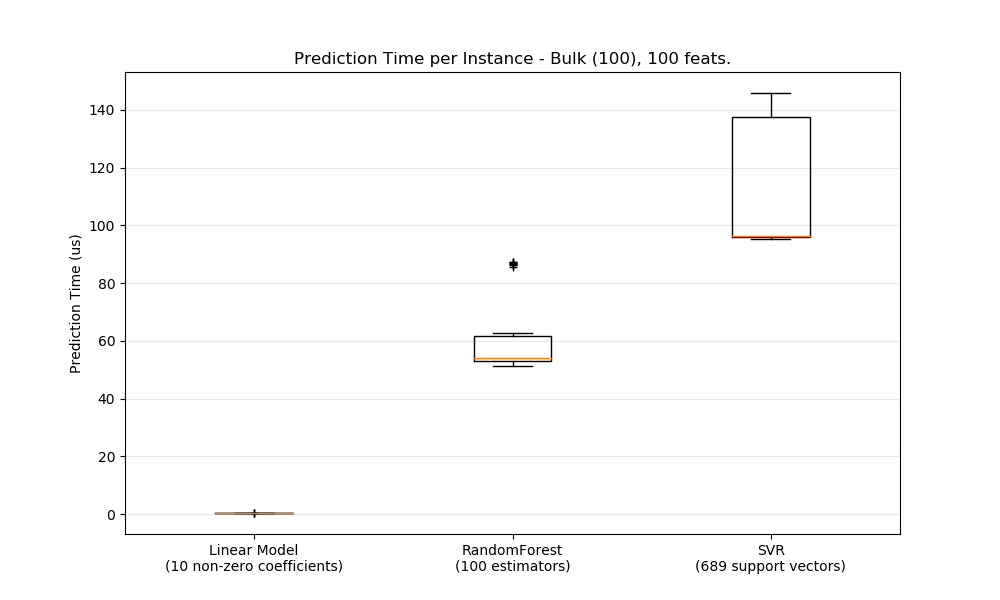 Prediction Time per Instance - Bulk (100), 100 feats.
Prediction Time (us)
140
120
100
80
60
40
20
0
Linear Model
(10 non-zero coefficients)
RandomForest
(100 estimators)
SVR
(689 support vectors)